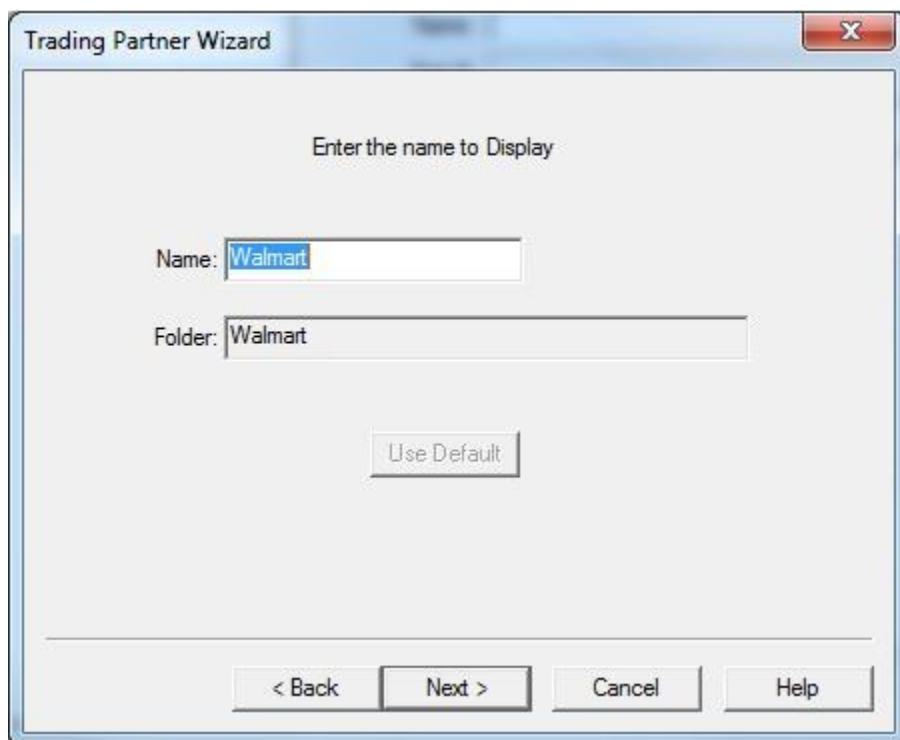 Trading Partner Wizard
Enter the name to Display
Name: Walmart
Folder: Walmart
Use Default
< Back Next > Cancel Help